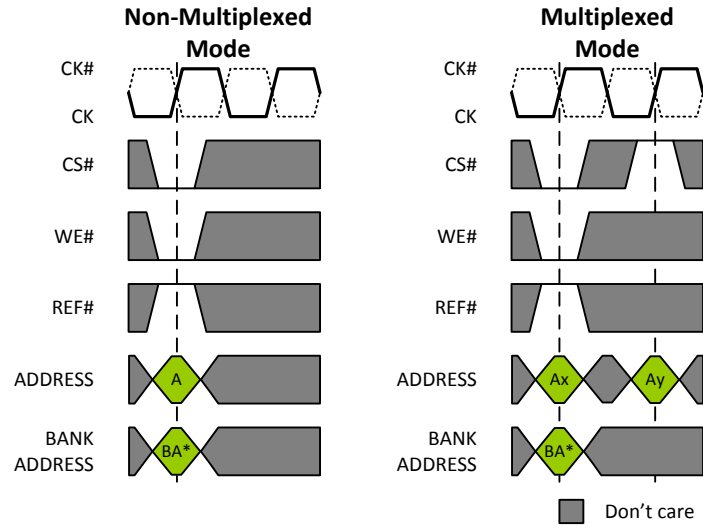 Non-Multiplexed
Mode
CK#
CK
CS#
WE#
REF#
ADDRESS
A
BANK
ADDRESS
BA*
Multiplexed
Mode
CK#
CK
CS#
WE#
REF#
ADDRESS
Ax
Ay
BANK
ADDRESS
BA*
Don't care